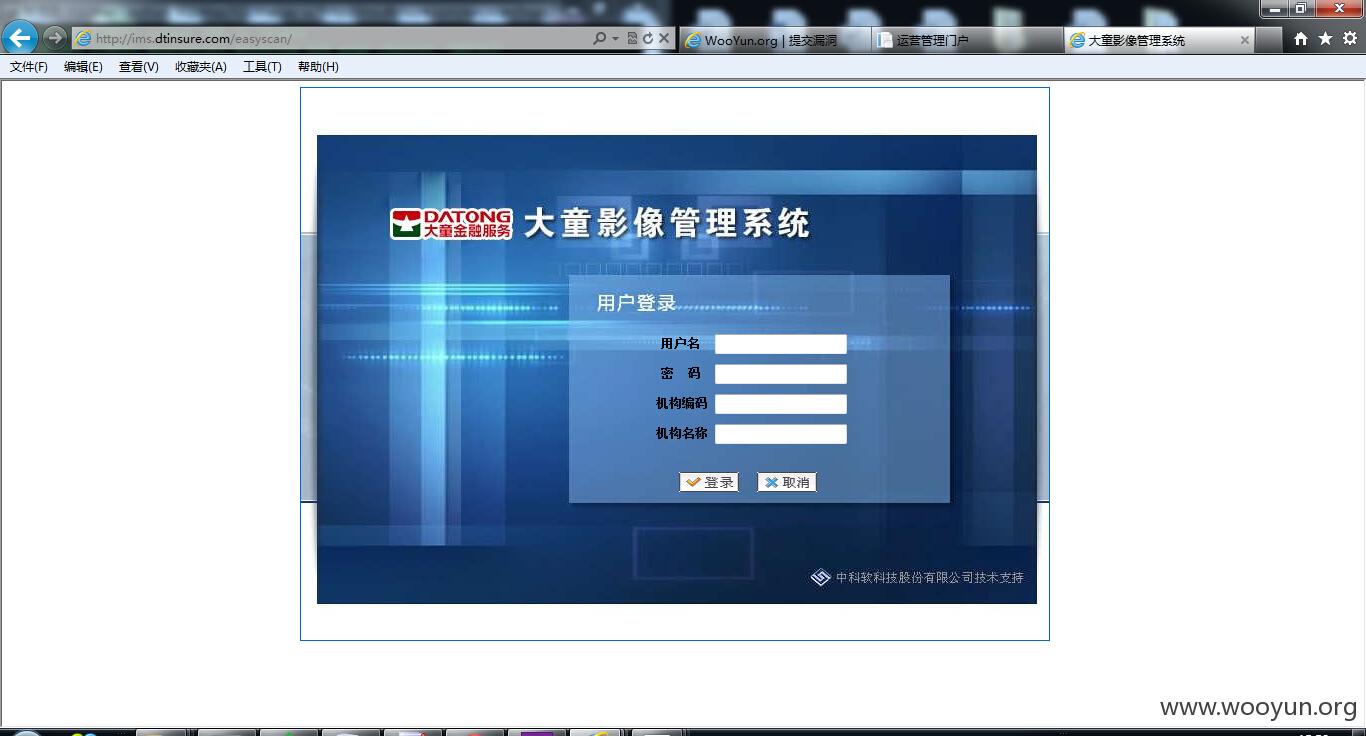 http://ims.dtinsure.com/easyscan/
WooYun.org | 提交漏洞
运营管理门户
大童影像管理系统
文件(F) 编辑(E) 查看(V) 收藏夹(A) 工具(T) 帮助(H)
DATONG
大童金融服务
大童影像管理系统
用户登录
用户名
密 码
机构编码
机构名称
登录 取消
中科软科技股份有限公司技术支持
www.wooyun.org